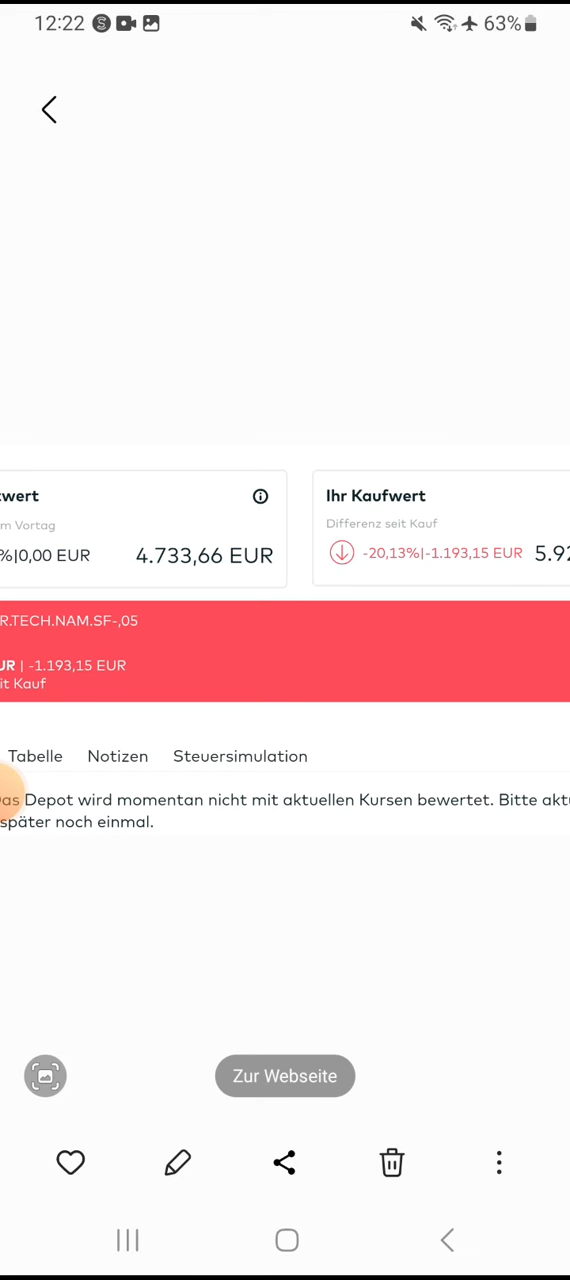 12:22
63%
wert
Ihr Kaufwert
m Vortag
Differenz seit Kauf
%|0,00 EUR
4.733,66 EUR
-20,13%|-1.193,15 EUR
5.92
R.TECH.NAM.SF-,05
UR | -1.193,15 EUR
it Kauf
Tabelle Notizen Steuersimulation
Das Depot wird momentan nicht mit aktuellen Kursen bewertet. Bitte akt
später noch einmal.
Zur Webseite